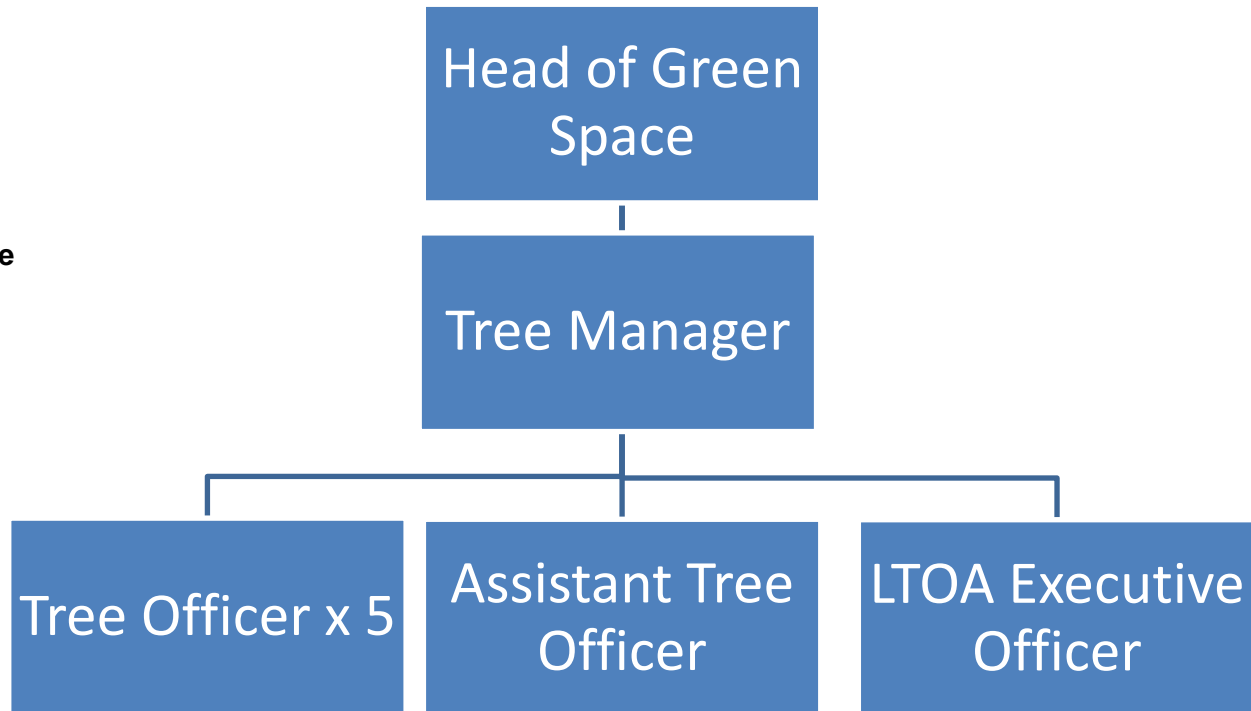 Head of Green
Space
e
Tree Manager
Tree Officer x 5
Assistant Tree
Officer
LTOA Executive
Officer